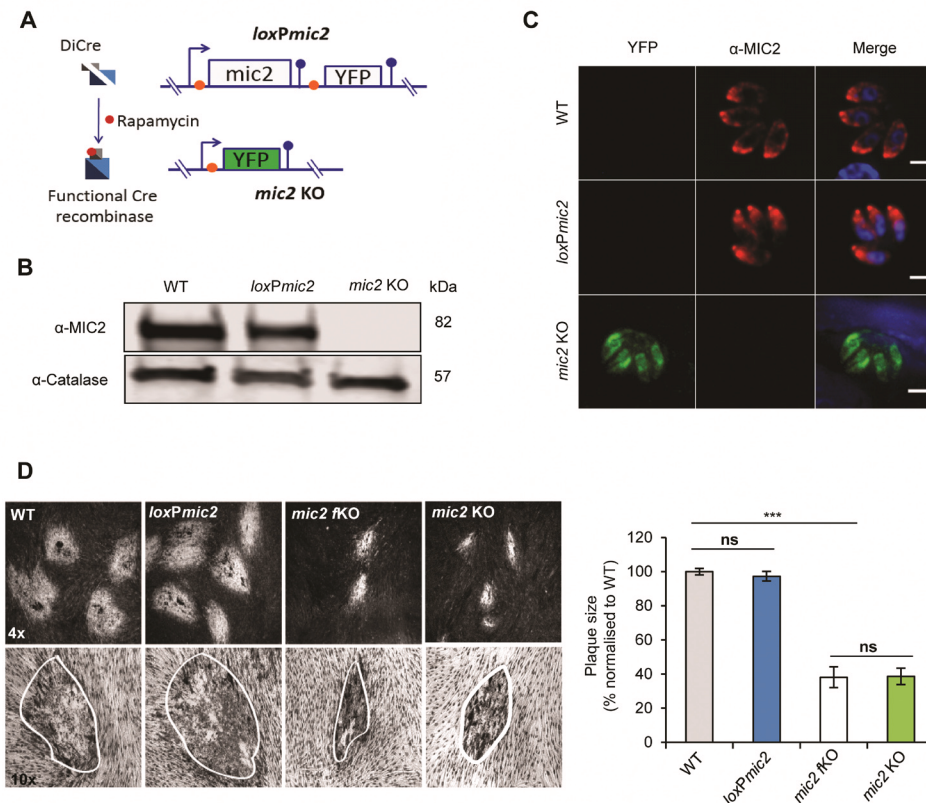 A
loxPmic2
DiCre
mic2
YFP
Rapamycin
YFP
mic2 KO
Functional Cre
recombinase
B
WT
loxPmic2
mic2 KO
kDa
α-MIC2
82
α-Catalase
57
C
YFP
α-MIC2
Merge
WT
loxPmic2
mic2 KO
D
WT
loxPmic2
mic2 fKO
mic2 KO
4x
10x
***
ns
ns
Plaque size
(% normalised to WT)
120
100
80
60
40
20
0
WT
loxPmic2
mic2 fKO
mic2 KO